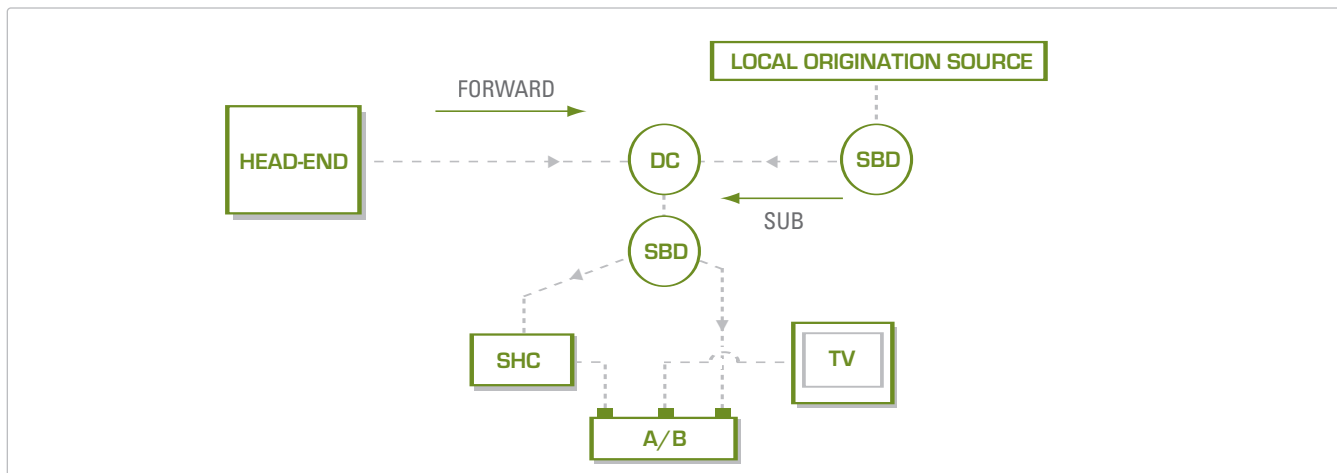 LOCAL ORIGINATION SOURCE
FORWARD
HEAD-END
DC
SBD
SUB
SBD
SHC
TV
A/B